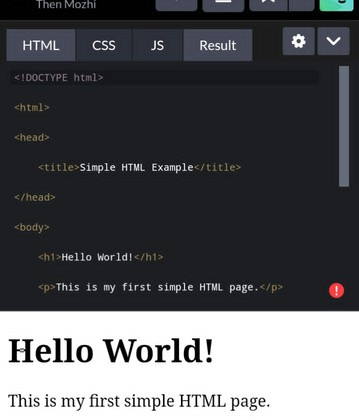 Then Mozhi
HTML CSS JS Result
<!DOCTYPE html>
<html>
<head>
<title>Simple HTML Example</title>
</head>
<body>
<h1>Hello World!</h1>
<p>This is my first simple HTML page.</p>
Hello World!
This is my first simple HTML page.